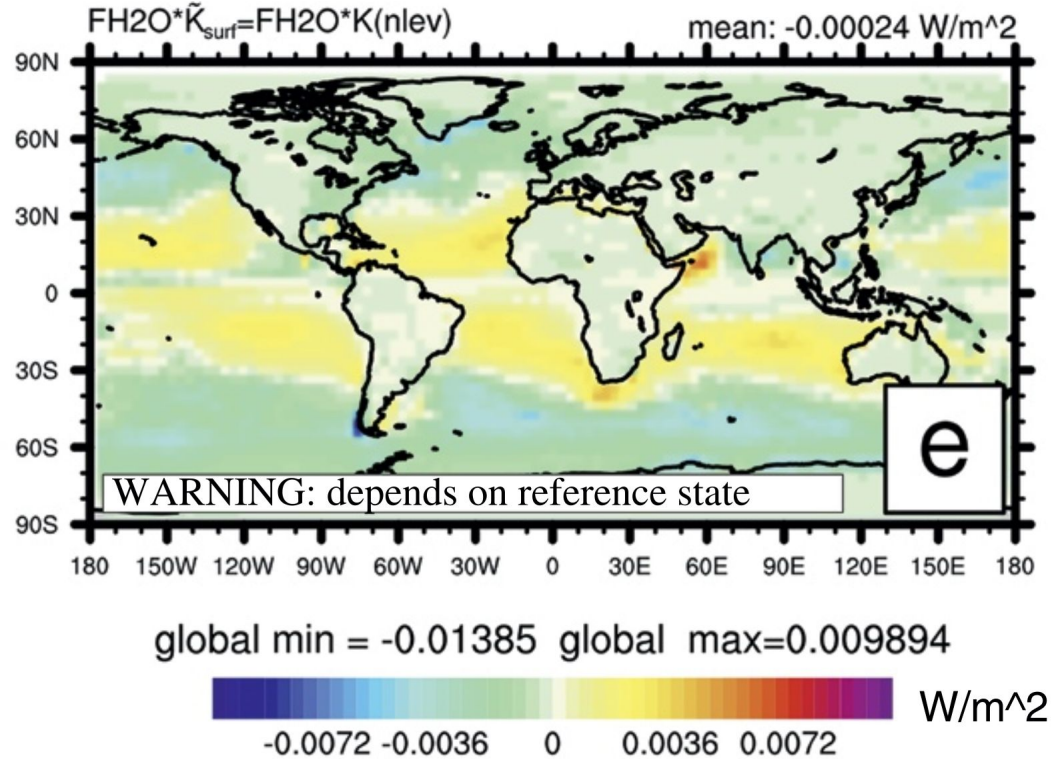 FH2O*K̃surf=FH2O*K(nlev) mean: -0.00024 W/m^2
90N
60N
30N
0
30S
60S
90S
e
WARNING: depends on reference state
180 150W 120W 90W 60W 30W 0 30E 60E 90E 120E 150E 180
global min = -0.01385 global max=0.009894
W/m^2
-0.0072 -0.0036 0 0.0036 0.0072